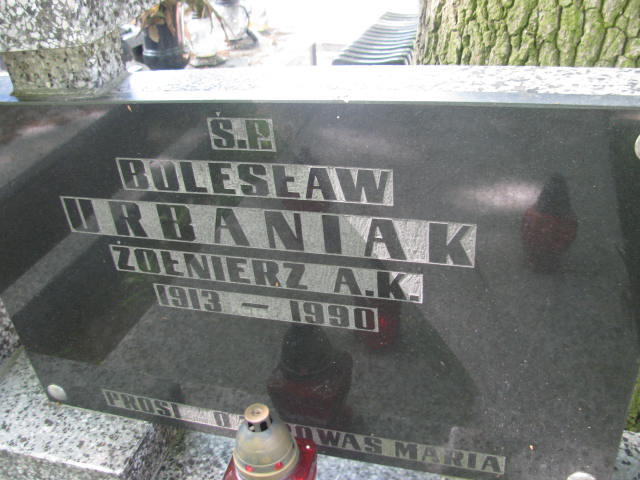 Ś.P.
BOLESŁAW
URBANIAK
ŻOŁNIERZ A.K.
1913 – 1990
PROSI O MARIA